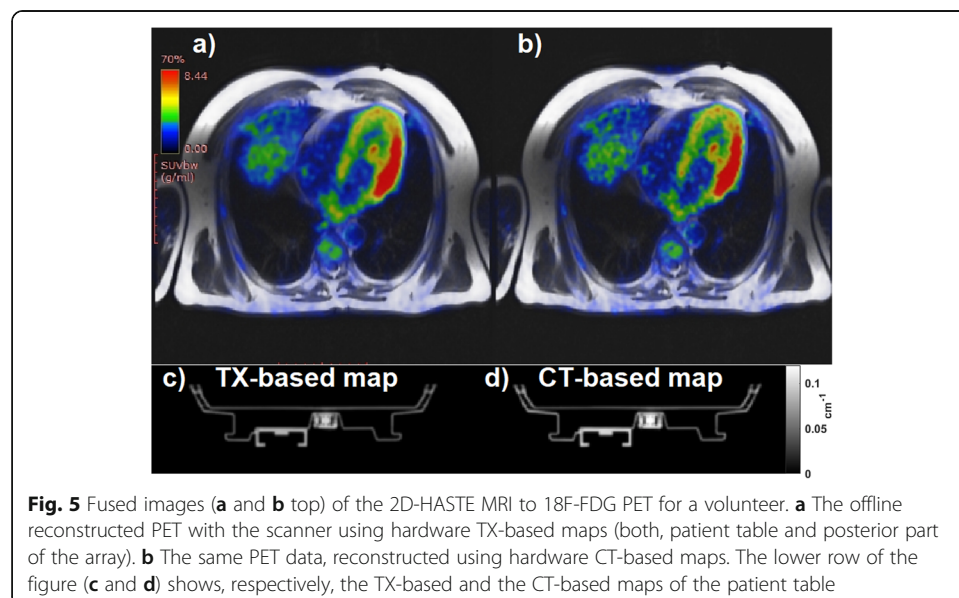 a)
b)
70%
8.44
0.00
SUVbw
(g/ml)
c) TX-based map
d) CT-based map
0.1
0.05
0
cm-1
Fig. 5 Fused images (a and b top) of the 2D-HASTE MRI to 18F-FDG PET for a volunteer. a The offline
reconstructed PET with the scanner using hardware TX-based maps (both, patient table and posterior part
of the array). b The same PET data, reconstructed using hardware CT-based maps. The lower row of the
figure (c and d) shows, respectively, the TX-based and the CT-based maps of the patient table